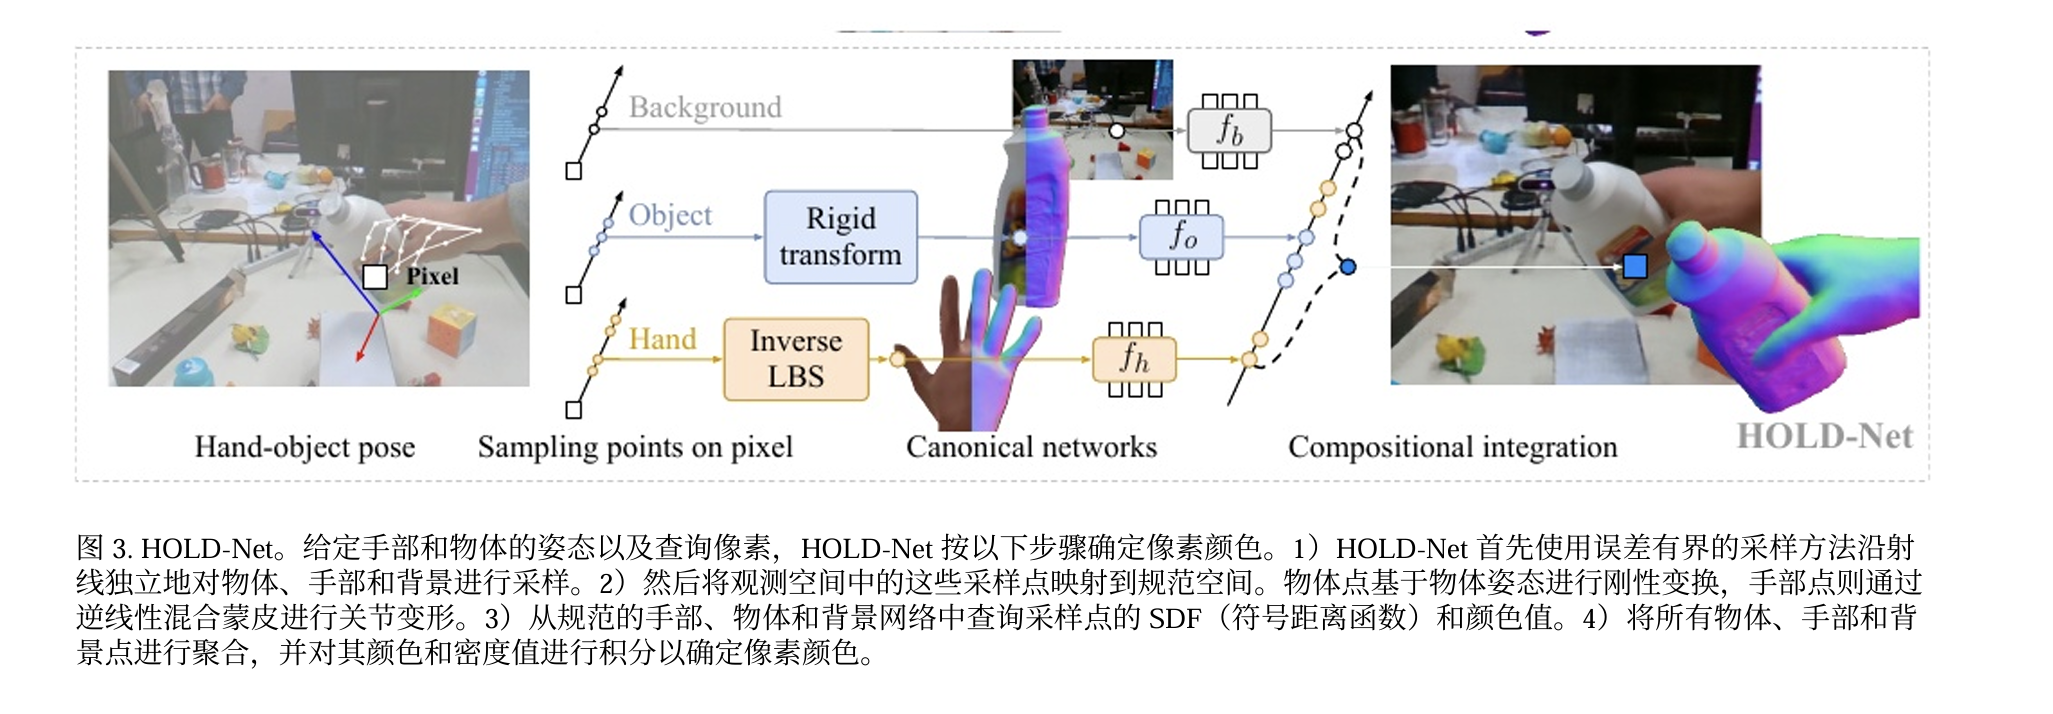 Background
f_b
Object
Rigid
transform
f_o
Pixel
Hand
Inverse
LBS
f_h
Hand-object pose
Sampling points on pixel
Canonical networks
Compositional integration
HOLD-Net
图 3. HOLD-Net。给定手部和物体的姿态以及查询像素，HOLD-Net 按以下步骤确定像素颜色。1）HOLD-Net 首先使用误差有界的采样方法沿射
线独立地对物体、手部和背景进行采样。2）然后将观测空间中的这些采样点映射到规范空间。物体点基于物体姿态进行刚性变换，手部点则通过
逆线性混合蒙皮进行关节变形。3）从规范的手部、物体和背景网络中查询采样点的 SDF（符号距离函数）和颜色值。4）将所有物体、手部和背
景点进行聚合，并对其颜色和密度值进行积分以确定像素颜色。